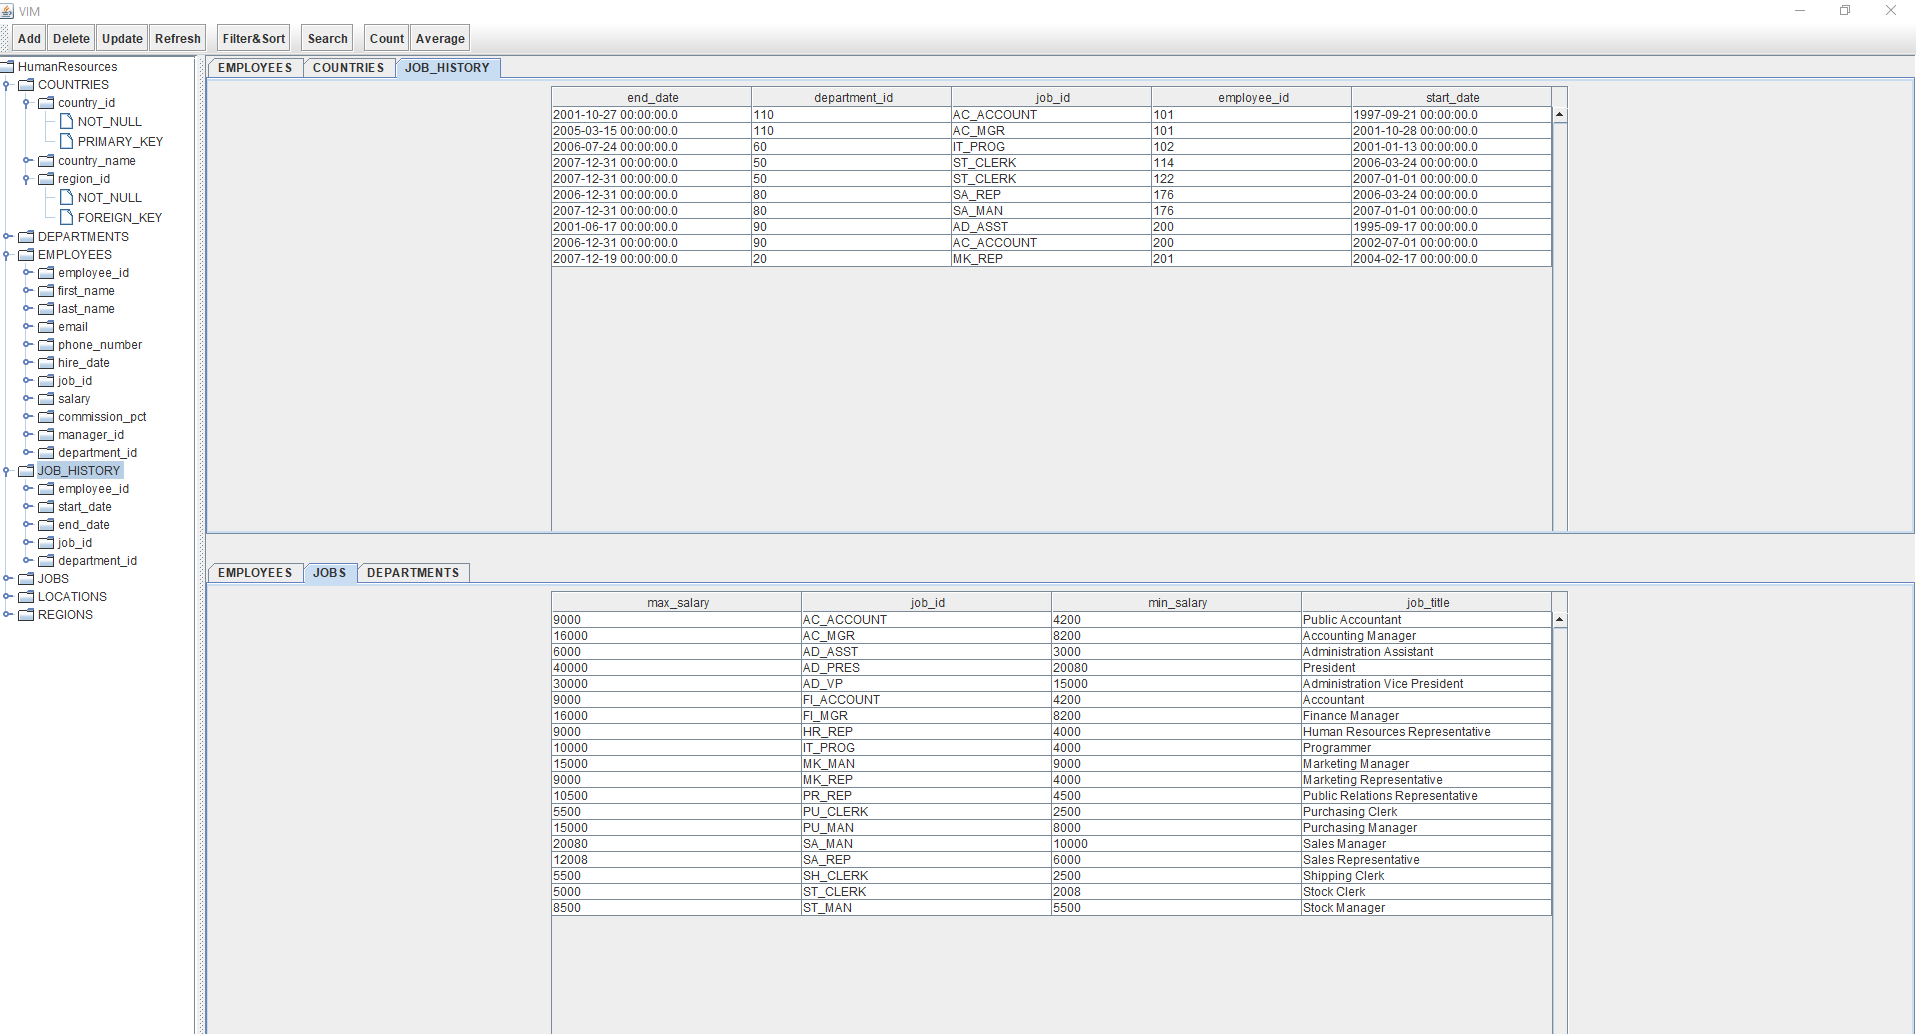 VIM
Add Delete Update Refresh Filter&Sort Search Count Average
HumanResources
COUNTRIES
country_id
NOT_NULL
PRIMARY_KEY
country_name
region_id
NOT_NULL
FOREIGN_KEY
DEPARTMENTS
EMPLOYEES
employee_id
first_name
last_name
email
phone_number
hire_date
job_id
salary
commission_pct
manager_id
department_id
JOB_HISTORY
employee_id
start_date
end_date
job_id
department_id
JOBS
LOCATIONS
REGIONS
EMPLOYEES COUNTRIES JOB_HISTORY
end_date department_id job_id employee_id start_date
2001-10-27 00:00:00.0 110 AC_ACCOUNT 101 1997-09-21 00:00:00.0
2005-03-15 00:00:00.0 110 AC_MGR 101 2001-10-28 00:00:00.0
2006-07-24 00:00:00.0 60 IT_PROG 102 2001-01-13 00:00:00.0
2007-12-31 00:00:00.0 50 ST_CLERK 114 2006-03-24 00:00:00.0
2007-12-31 00:00:00.0 50 ST_CLERK 122 2007-01-01 00:00:00.0
2006-12-31 00:00:00.0 80 SA_REP 176 2006-03-24 00:00:00.0
2007-12-31 00:00:00.0 80 SA_MAN 176 2007-01-01 00:00:00.0
2001-06-17 00:00:00.0 90 AD_ASST 200 1995-09-17 00:00:00.0
2006-12-31 00:00:00.0 90 AC_ACCOUNT 200 2002-07-01 00:00:00.0
2007-12-19 00:00:00.0 20 MK_REP 201 2004-02-17 00:00:00.0
EMPLOYEES JOBS DEPARTMENTS
max_salary job_id min_salary job_title
9000 AC_ACCOUNT 4200 Public Accountant
16000 AC_MGR 8200 Accounting Manager
6000 AD_ASST 3000 Administration Assistant
40000 AD_PRES 20080 President
30000 AD_VP 15000 Administration Vice President
9000 FI_ACCOUNT 4200 Accountant
16000 FI_MGR 8200 Finance Manager
9000 HR_REP 4000 Human Resources Representative
10000 IT_PROG 4000 Programmer
15000 MK_MAN 9000 Marketing Manager
9000 MK_REP 4000 Marketing Representative
10500 PR_REP 4500 Public Relations Representative
5500 PU_CLERK 2500 Purchasing Clerk
15000 PU_MAN 8000 Purchasing Manager
20080 SA_MAN 10000 Sales Manager
12008 SA_REP 6000 Sales Representative
5500 SH_CLERK 2500 Shipping Clerk
5000 ST_CLERK 2008 Stock Clerk
8500 ST_MAN 5500 Stock Manager